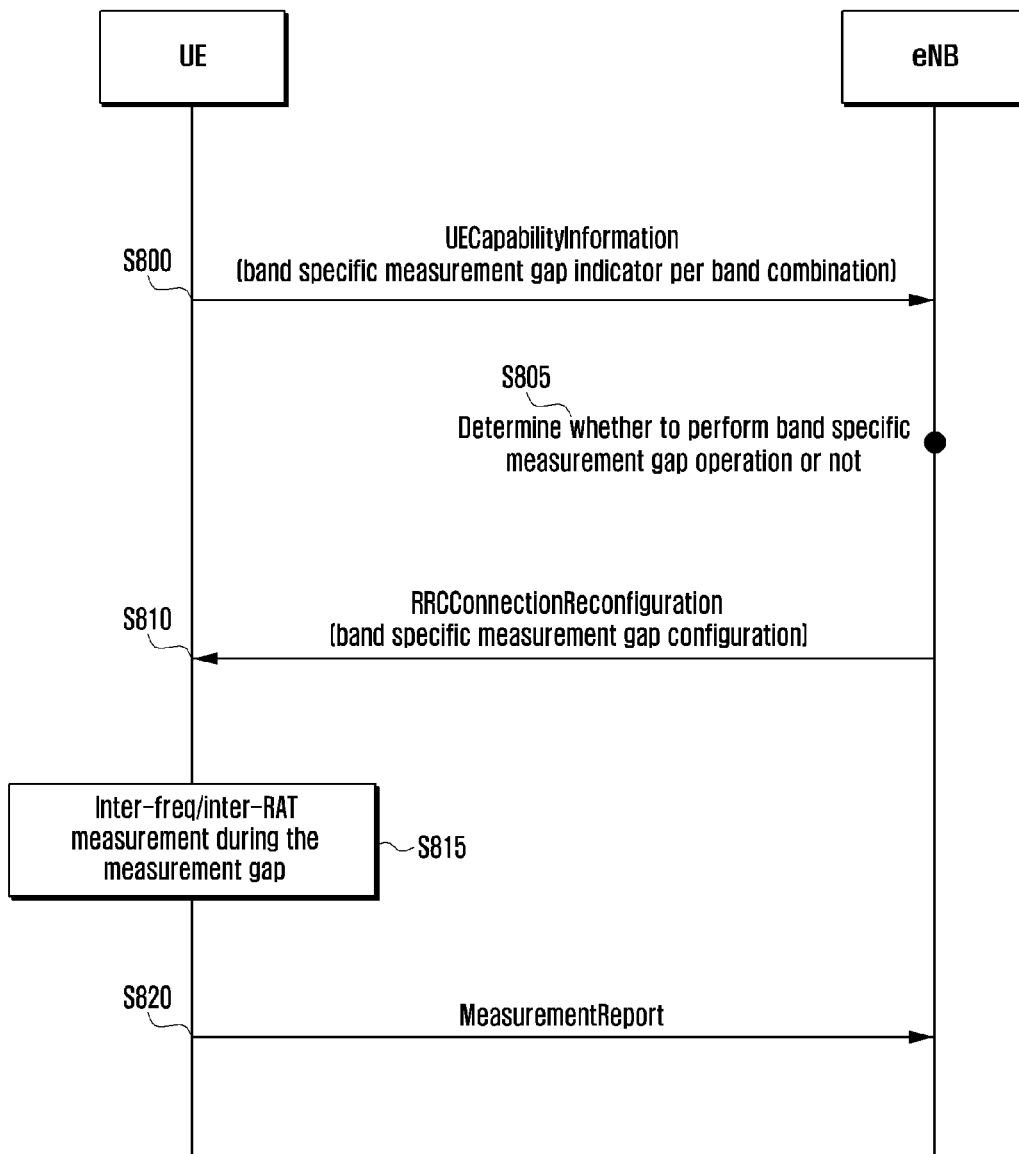 UE
eNB
UECapabilityInformation
S800
(band specific measurement gap indicator per band combination)
S805
Determine whether to perform band specific
measurement gap operation or not
RRCConnectionReconfiguration
S810
(band specific measurement gap configuration)
Inter-freq/inter-RAT
measurement during the
measurement gap
S815
S820
MeasurementReport